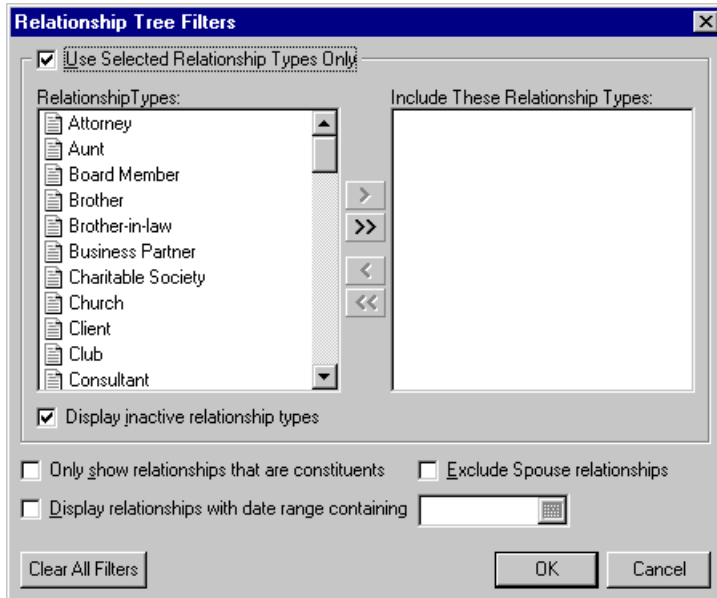 Relationship Tree Filters
Use Selected Relationship Types Only
RelationshipTypes:
Include These Relationship Types:
Attorney
Aunt
Board Member
Brother
Brother-in-law
Business Partner
Charitable Society
Church
Client
Club
Consultant
>
>>
<
<<
Display inactive relationship types
Only show relationships that are constituents
Exclude Spouse relationships
Display relationships with date range containing
Clear All Filters
OK
Cancel